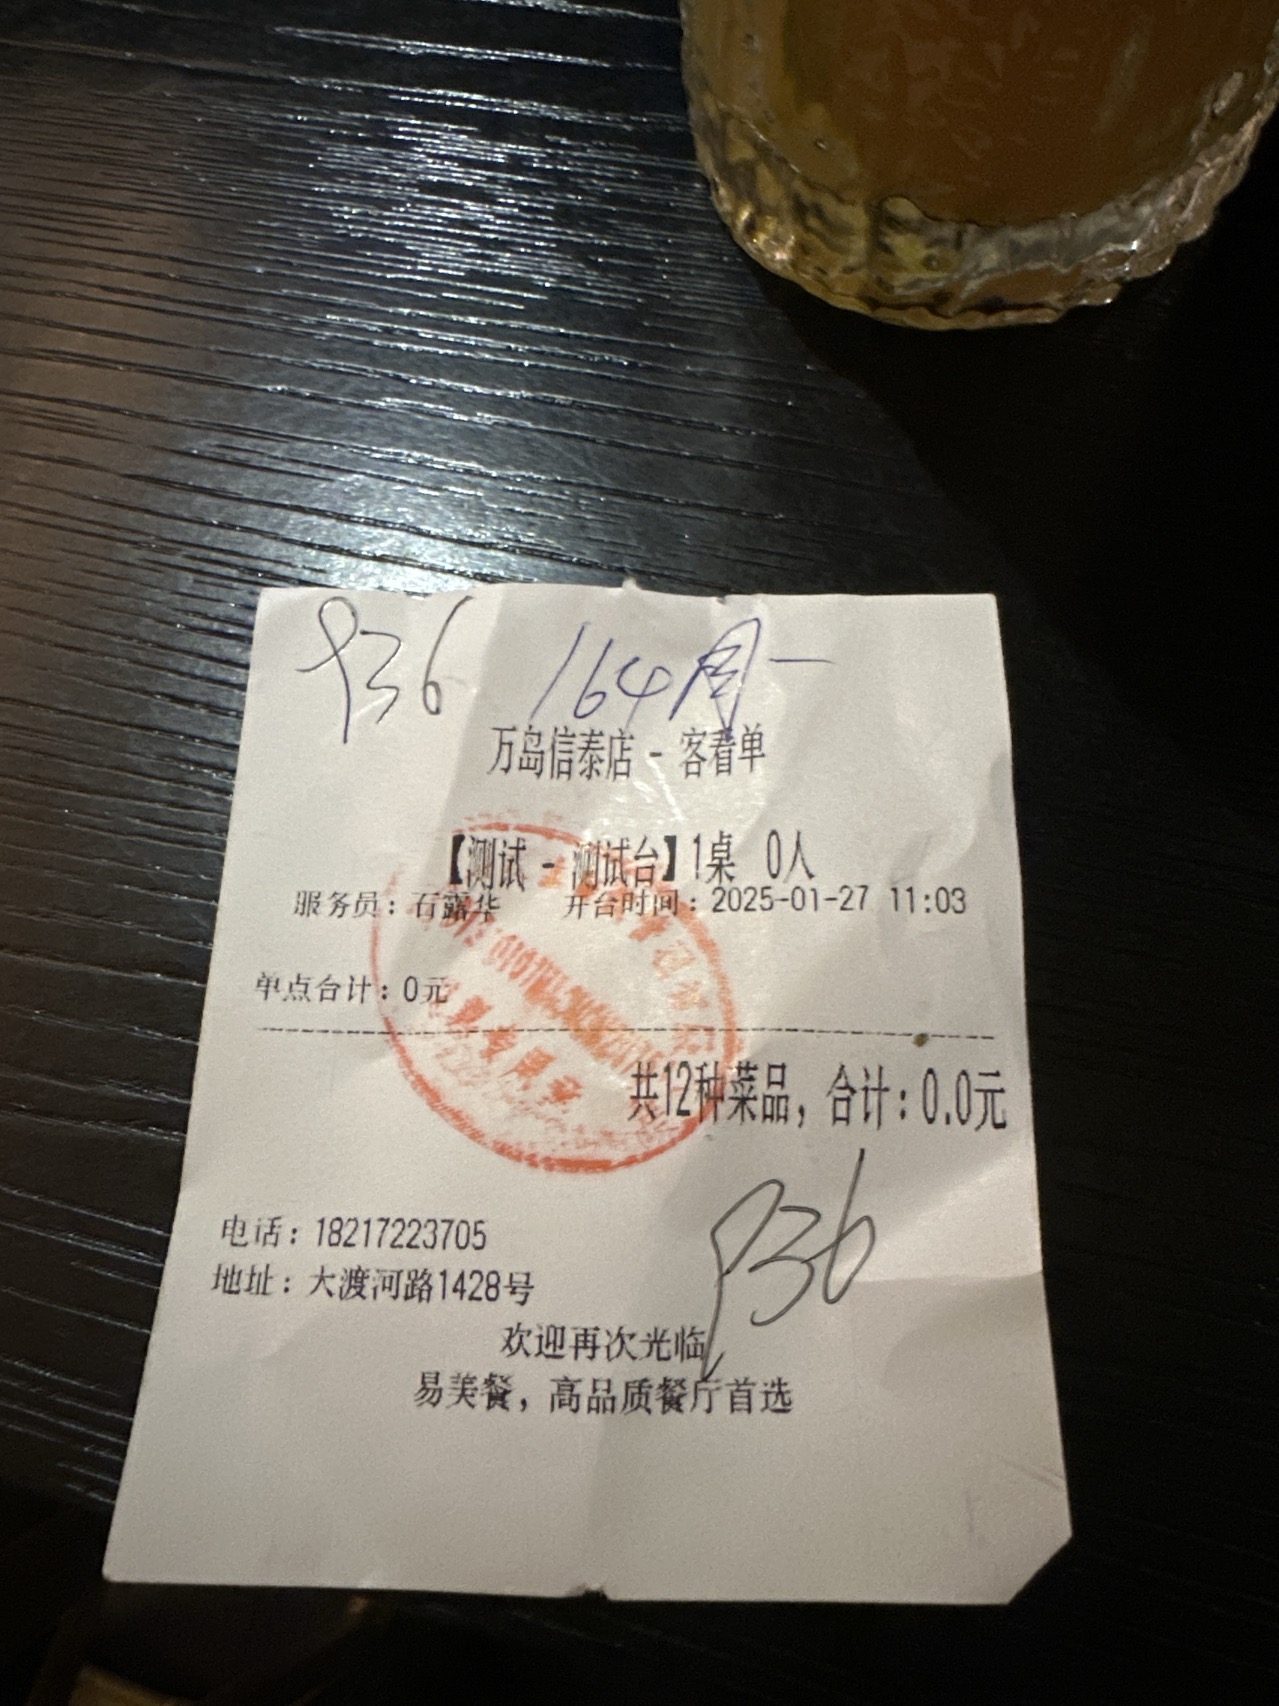 936 164周一
万岛信泰店 - 客看单
【测试 - 测试台】1桌 0人
服务员：石露华 开台时间：2025-01-27 11:03
单点合计：0元
共12种菜品，合计：0.0元
936
电话：18217223705
地址：大渡河路1428号
欢迎再次光临
易美餐，高品质餐厅首选